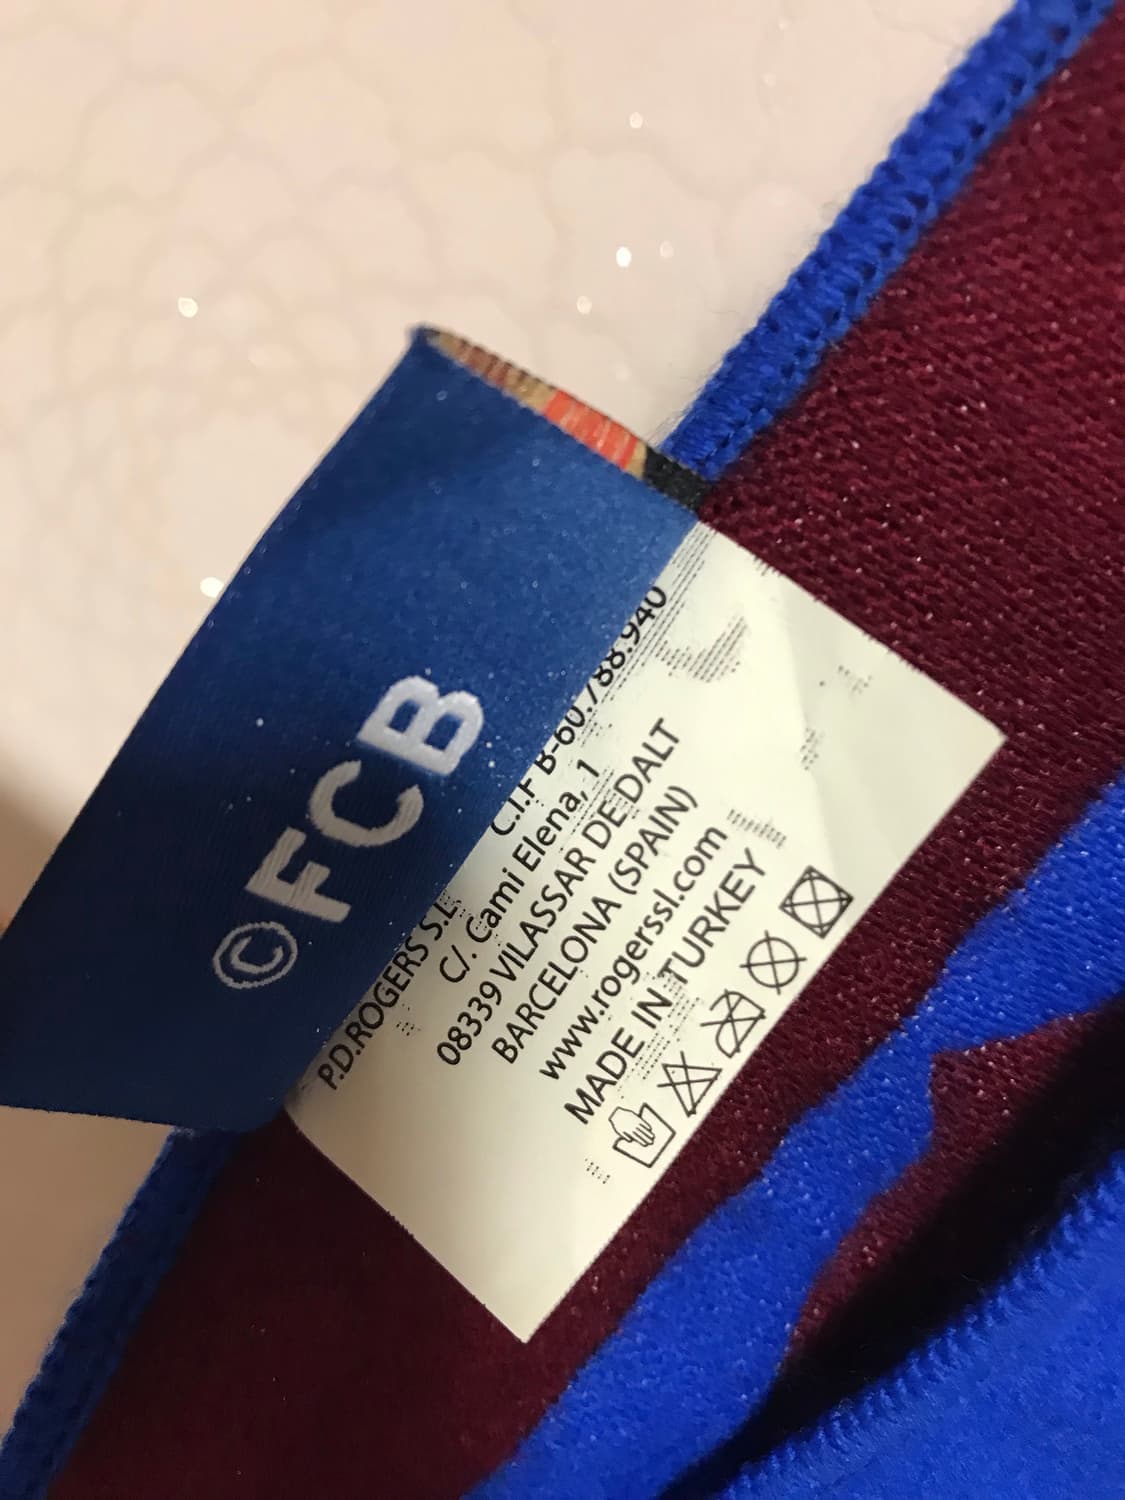 ©FCB
P.D.ROGERS S.L.
C.I.F B-60.788.940
C/. Cami Elena, 1
08339 VILASSAR DE DALT
BARCELONA (SPAIN)
www.rogerssl.com
MADE IN TURKEY